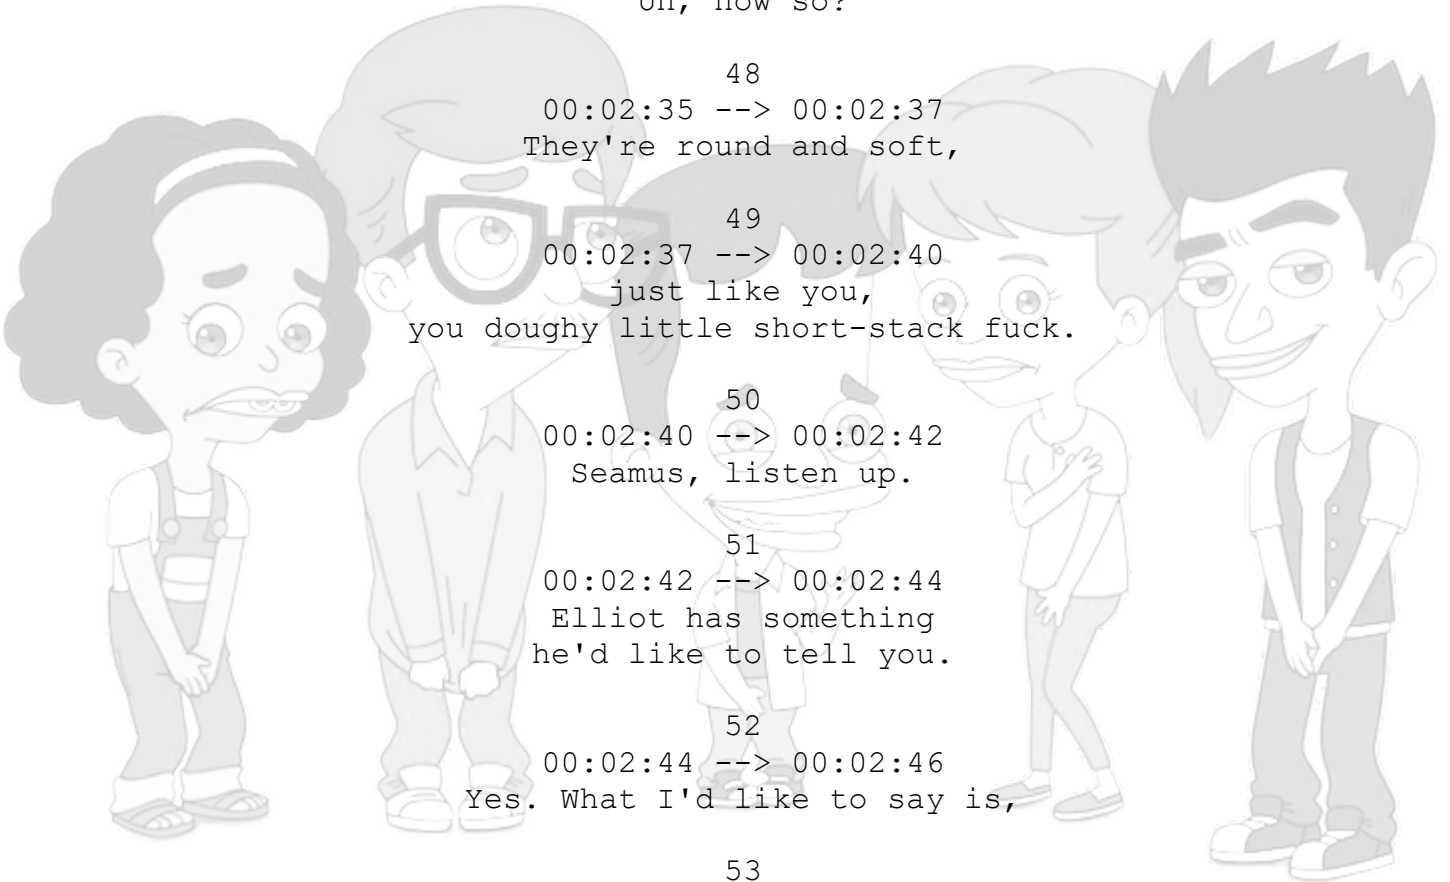 Uh, how so?
48
00:02:35 --> 00:02:37
They're round and soft,
49
00:02:37 --> 00:02:40
just like you,
you doughy little short-stack fuck.
50
00:02:40 --> 00:02:42
Seamus, listen up.
51
00:02:42 --> 00:02:44
Elliot has something
he'd like to tell you.
52
00:02:44 --> 00:02:46
Yes. What I'd like to say is,
53